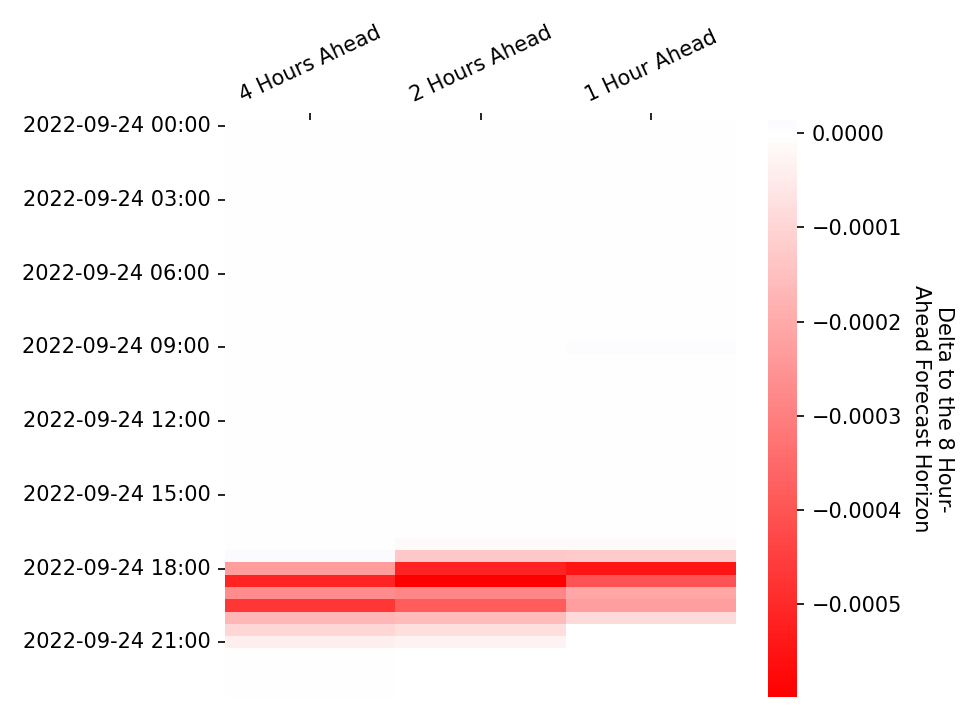 4 Hours Ahead
2 Hours Ahead
1 Hour Ahead
2022-09-24 00:00
2022-09-24 03:00
2022-09-24 06:00
2022-09-24 09:00
2022-09-24 12:00
2022-09-24 15:00
2022-09-24 18:00
2022-09-24 21:00
0.0000
−0.0001
−0.0002
−0.0003
−0.0004
−0.0005
Delta to the 8 Hour-
Ahead Forecast Horizon